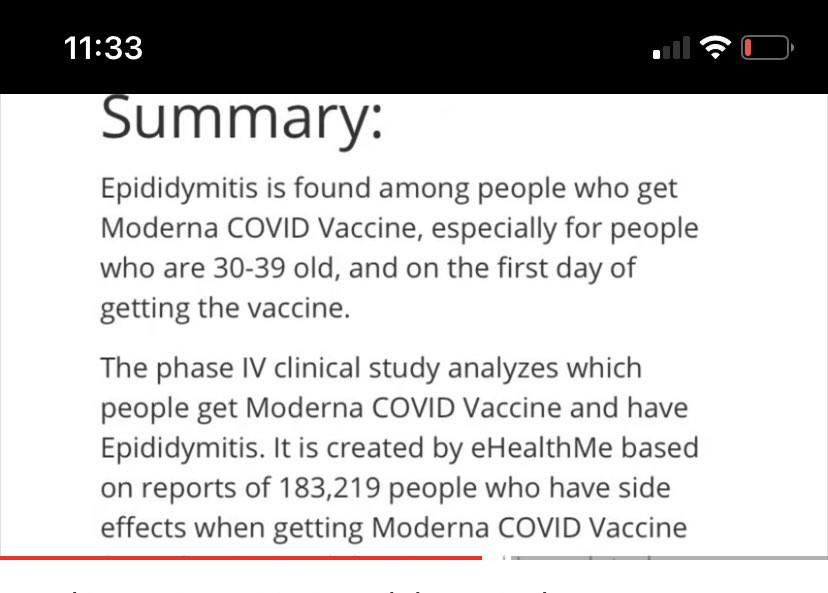 11:33
Summary:
Epididymitis is found among people who get
Moderna COVID Vaccine, especially for people
who are 30-39 old, and on the first day of
getting the vaccine.
The phase IV clinical study analyzes which
people get Moderna COVID Vaccine and have
Epididymitis. It is created by eHealthMe based
on reports of 183,219 people who have side
effects when getting Moderna COVID Vaccine